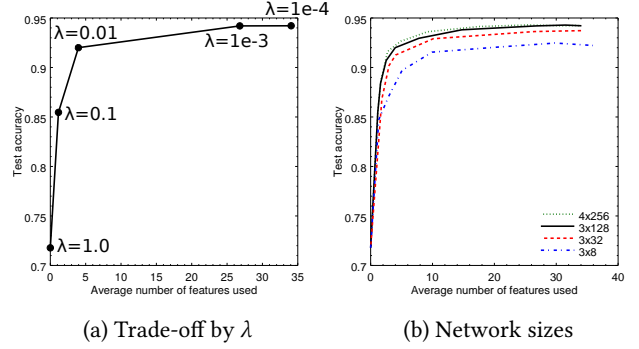 0.95
0.9
0.85
0.8
0.75
0.7
Test accuracy
λ=1e-4
λ=0.01
λ=1e-3
λ=0.1
λ=1.0
0 5 10 15 20 25 30 35
Average number of features used
(a) Trade-off by λ
0.95
0.9
0.85
0.8
0.75
0.7
Test accuracy
4x256
3x128
3x32
3x8
0 10 20 30 40
Average number of features used
(b) Network sizes